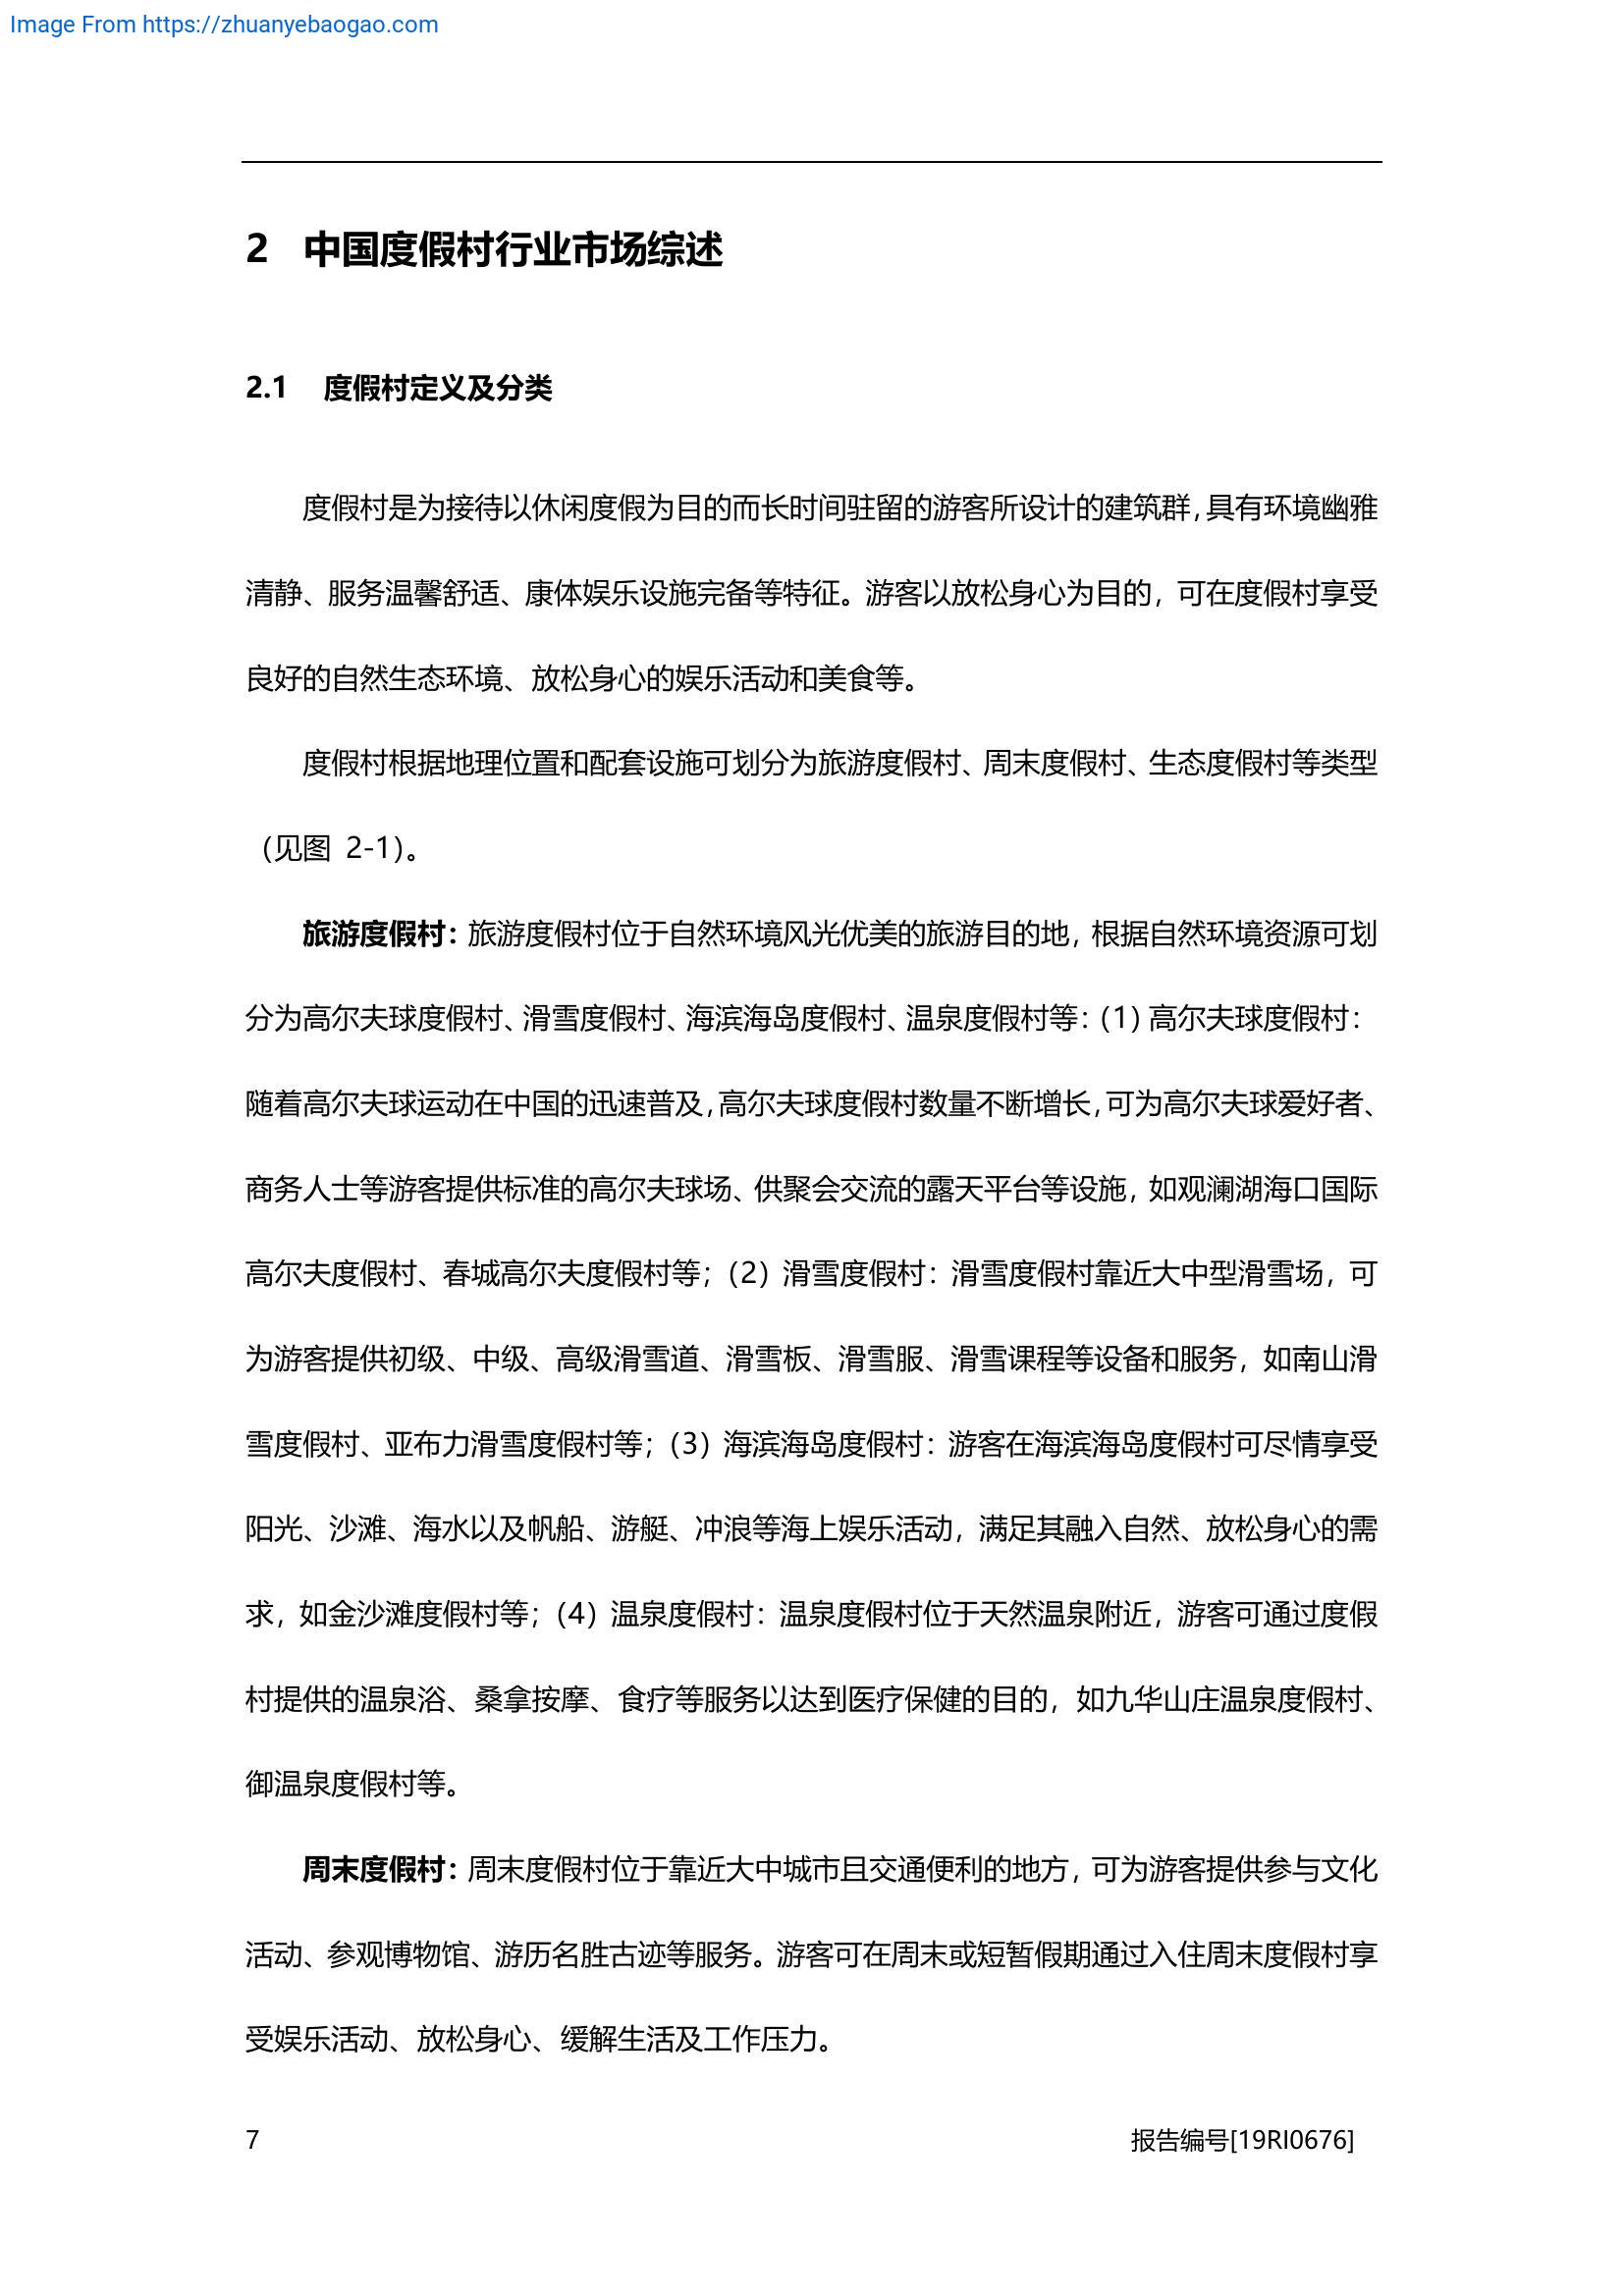 Image From https://zhuanyebaogao.com
2 中国度假村行业市场综述
2.1 度假村定义及分类
度假村是为接待以休闲度假为目的而长时间驻留的游客所设计的建筑群，具有环境幽雅
清静、服务温馨舒适、康体娱乐设施完备等特征。游客以放松身心为目的，可在度假村享受
良好的自然生态环境、放松身心的娱乐活动和美食等。
度假村根据地理位置和配套设施可划分为旅游度假村、周末度假村、生态度假村等类型
（见图 2-1）。
旅游度假村：旅游度假村位于自然环境风光优美的旅游目的地，根据自然环境资源可划
分为高尔夫球度假村、滑雪度假村、海滨海岛度假村、温泉度假村等：（1）高尔夫球度假村：
随着高尔夫球运动在中国的迅速普及，高尔夫球度假村数量不断增长，可为高尔夫球爱好者、
商务人士等游客提供标准的高尔夫球场、供聚会交流的露天平台等设施，如观澜湖海口国际
高尔夫度假村、春城高尔夫度假村等；（2）滑雪度假村：滑雪度假村靠近大中型滑雪场，可
为游客提供初级、中级、高级滑雪道、滑雪板、滑雪服、滑雪课程等设备和服务，如南山滑
雪度假村、亚布力滑雪度假村等；（3）海滨海岛度假村：游客在海滨海岛度假村可尽情享受
阳光、沙滩、海水以及帆船、游艇、冲浪等海上娱乐活动，满足其融入自然、放松身心的需
求，如金沙滩度假村等；（4）温泉度假村：温泉度假村位于天然温泉附近，游客可通过度假
村提供的温泉浴、桑拿按摩、食疗等服务以达到医疗保健的目的，如九华山庄温泉度假村、
御温泉度假村等。
周末度假村：周末度假村位于靠近大中城市且交通便利的地方，可为游客提供参与文化
活动、参观博物馆、游历名胜古迹等服务。游客可在周末或短暂假期通过入住周末度假村享
受娱乐活动、放松身心、缓解生活及工作压力。
7 报告编号[19RI0676]